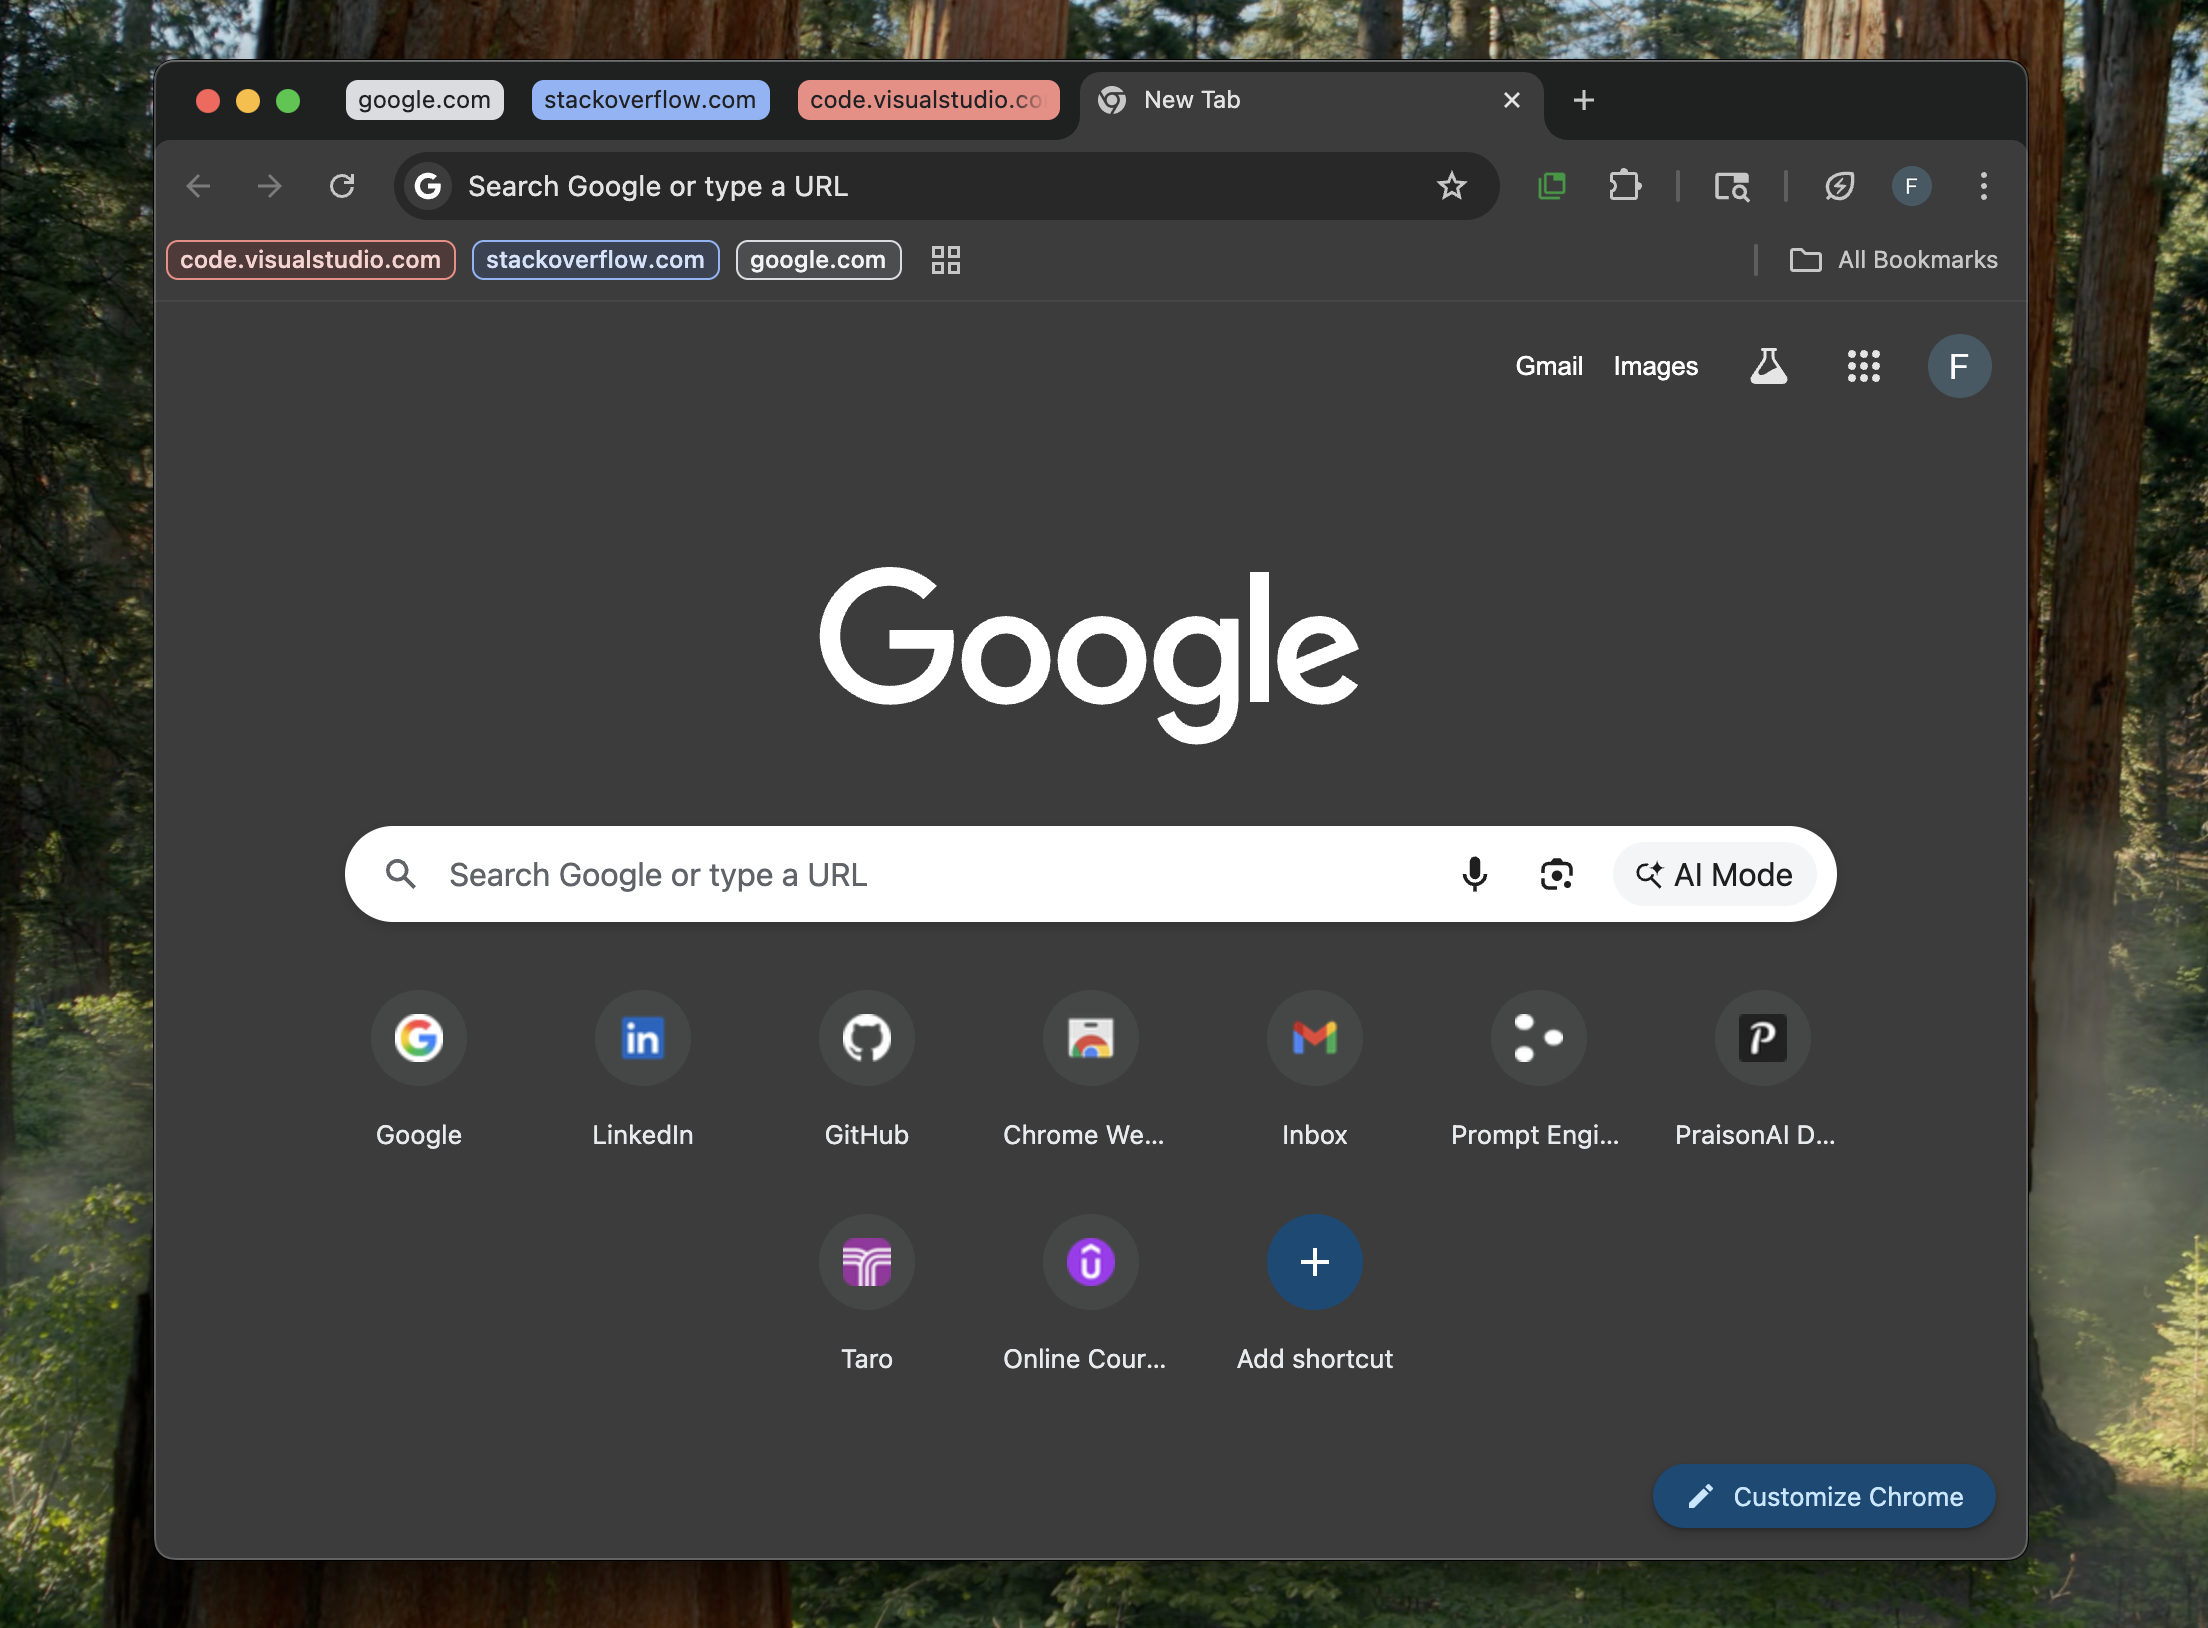 google.com stackoverflow.com code.visualstudio.co New Tab
Search Google or type a URL F
code.visualstudio.com stackoverflow.com google.com All Bookmarks
Gmail Images F
Google
Search Google or type a URL AI Mode
Google LinkedIn GitHub Chrome We... Inbox Prompt Engi... PraisonAI D...
Taro Online Cour... Add shortcut
Customize Chrome